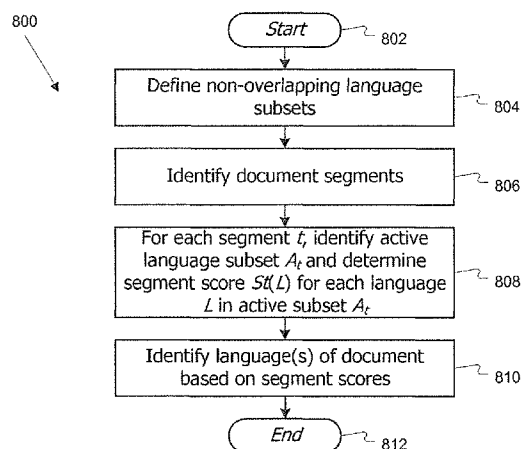 800
Start
802
Define non-overlapping language
subsets
804
Identify document segments
806
For each segment t, identify active
language subset At and determine
segment score St(L) for each language
L in active subset At
808
Identify language(s) of document
based on segment scores
810
End
812